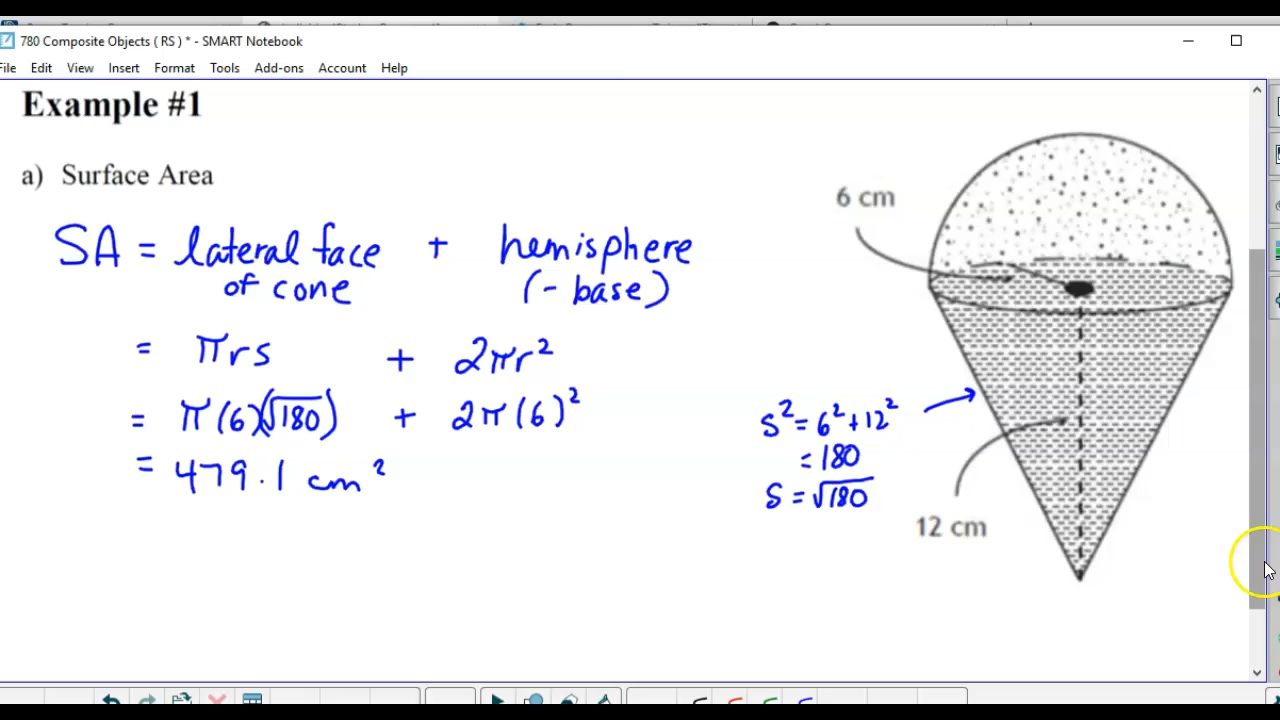 780 Composite Objects ( RS ) * - SMART Notebook
File Edit View Insert Format Tools Add-ons Account Help
Example #1
a) Surface Area
SA = lateral face + hemisphere
of cone (- base)
= πrs + 2πr²
= π(6)(√180) + 2π(6)²
= 479.1 cm²
6 cm
S² = 6² + 12²
= 180
S = √180
12 cm